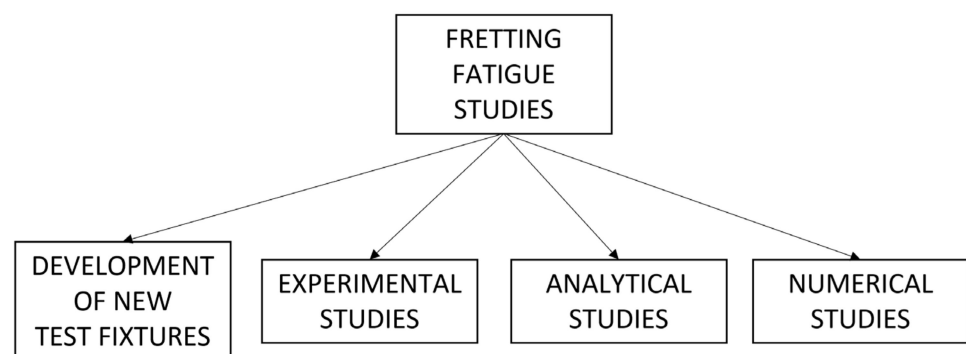 FRETTING
FATIGUE
STUDIES
DEVELOPMENT
OF NEW
TEST FIXTURES
EXPERIMENTAL
STUDIES
ANALYTICAL
STUDIES
NUMERICAL
STUDIES